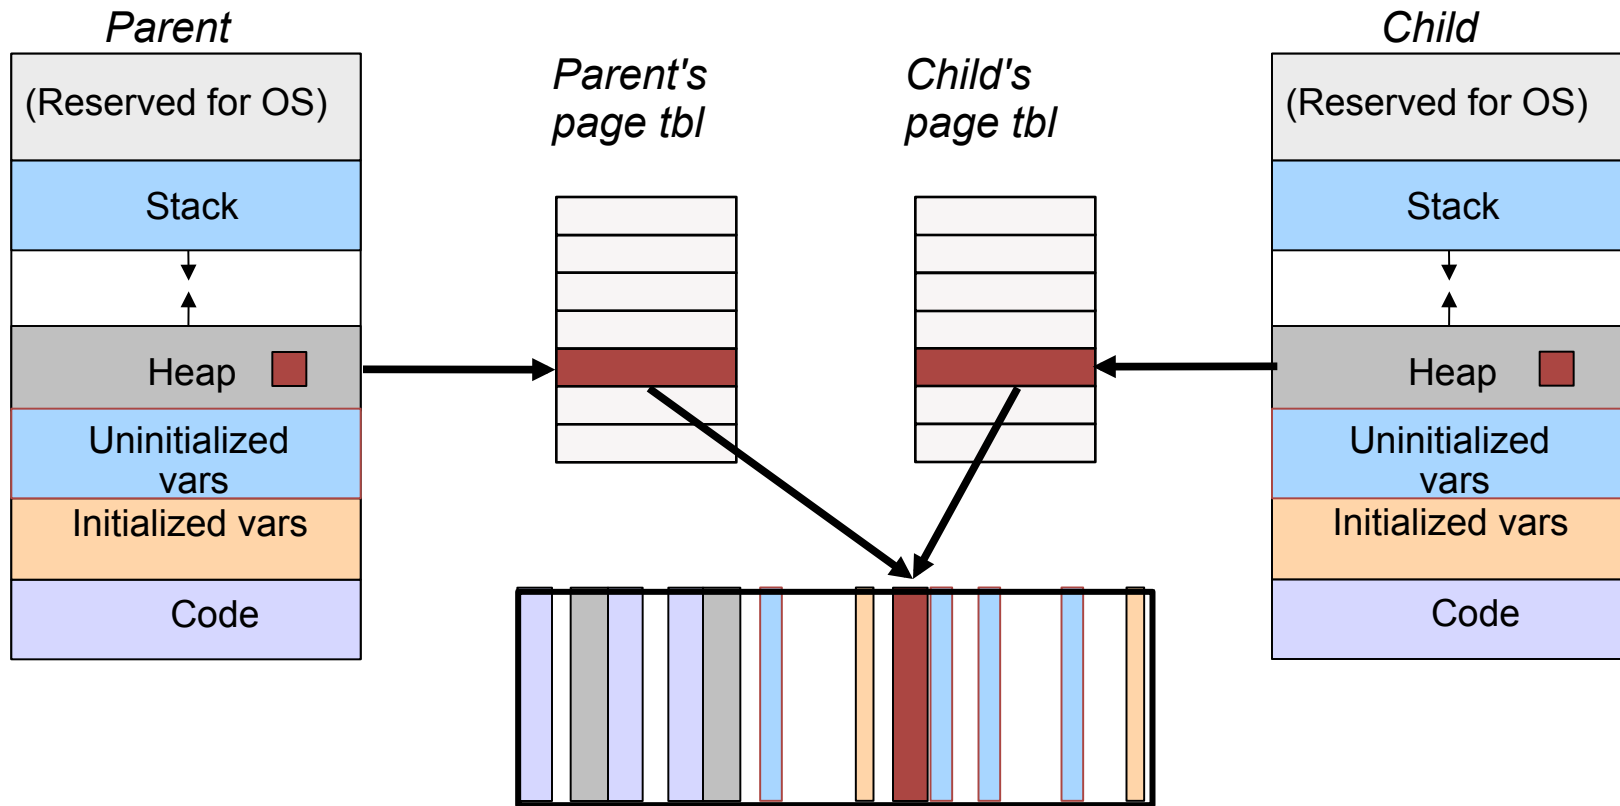 Parent
Child
Parent's
page tbl
Child's
page tbl
(Reserved for OS)
Stack
Heap
Uninitialized
vars
Initialized vars
Code
(Reserved for OS)
Stack
Heap
Uninitialized
vars
Initialized vars
Code